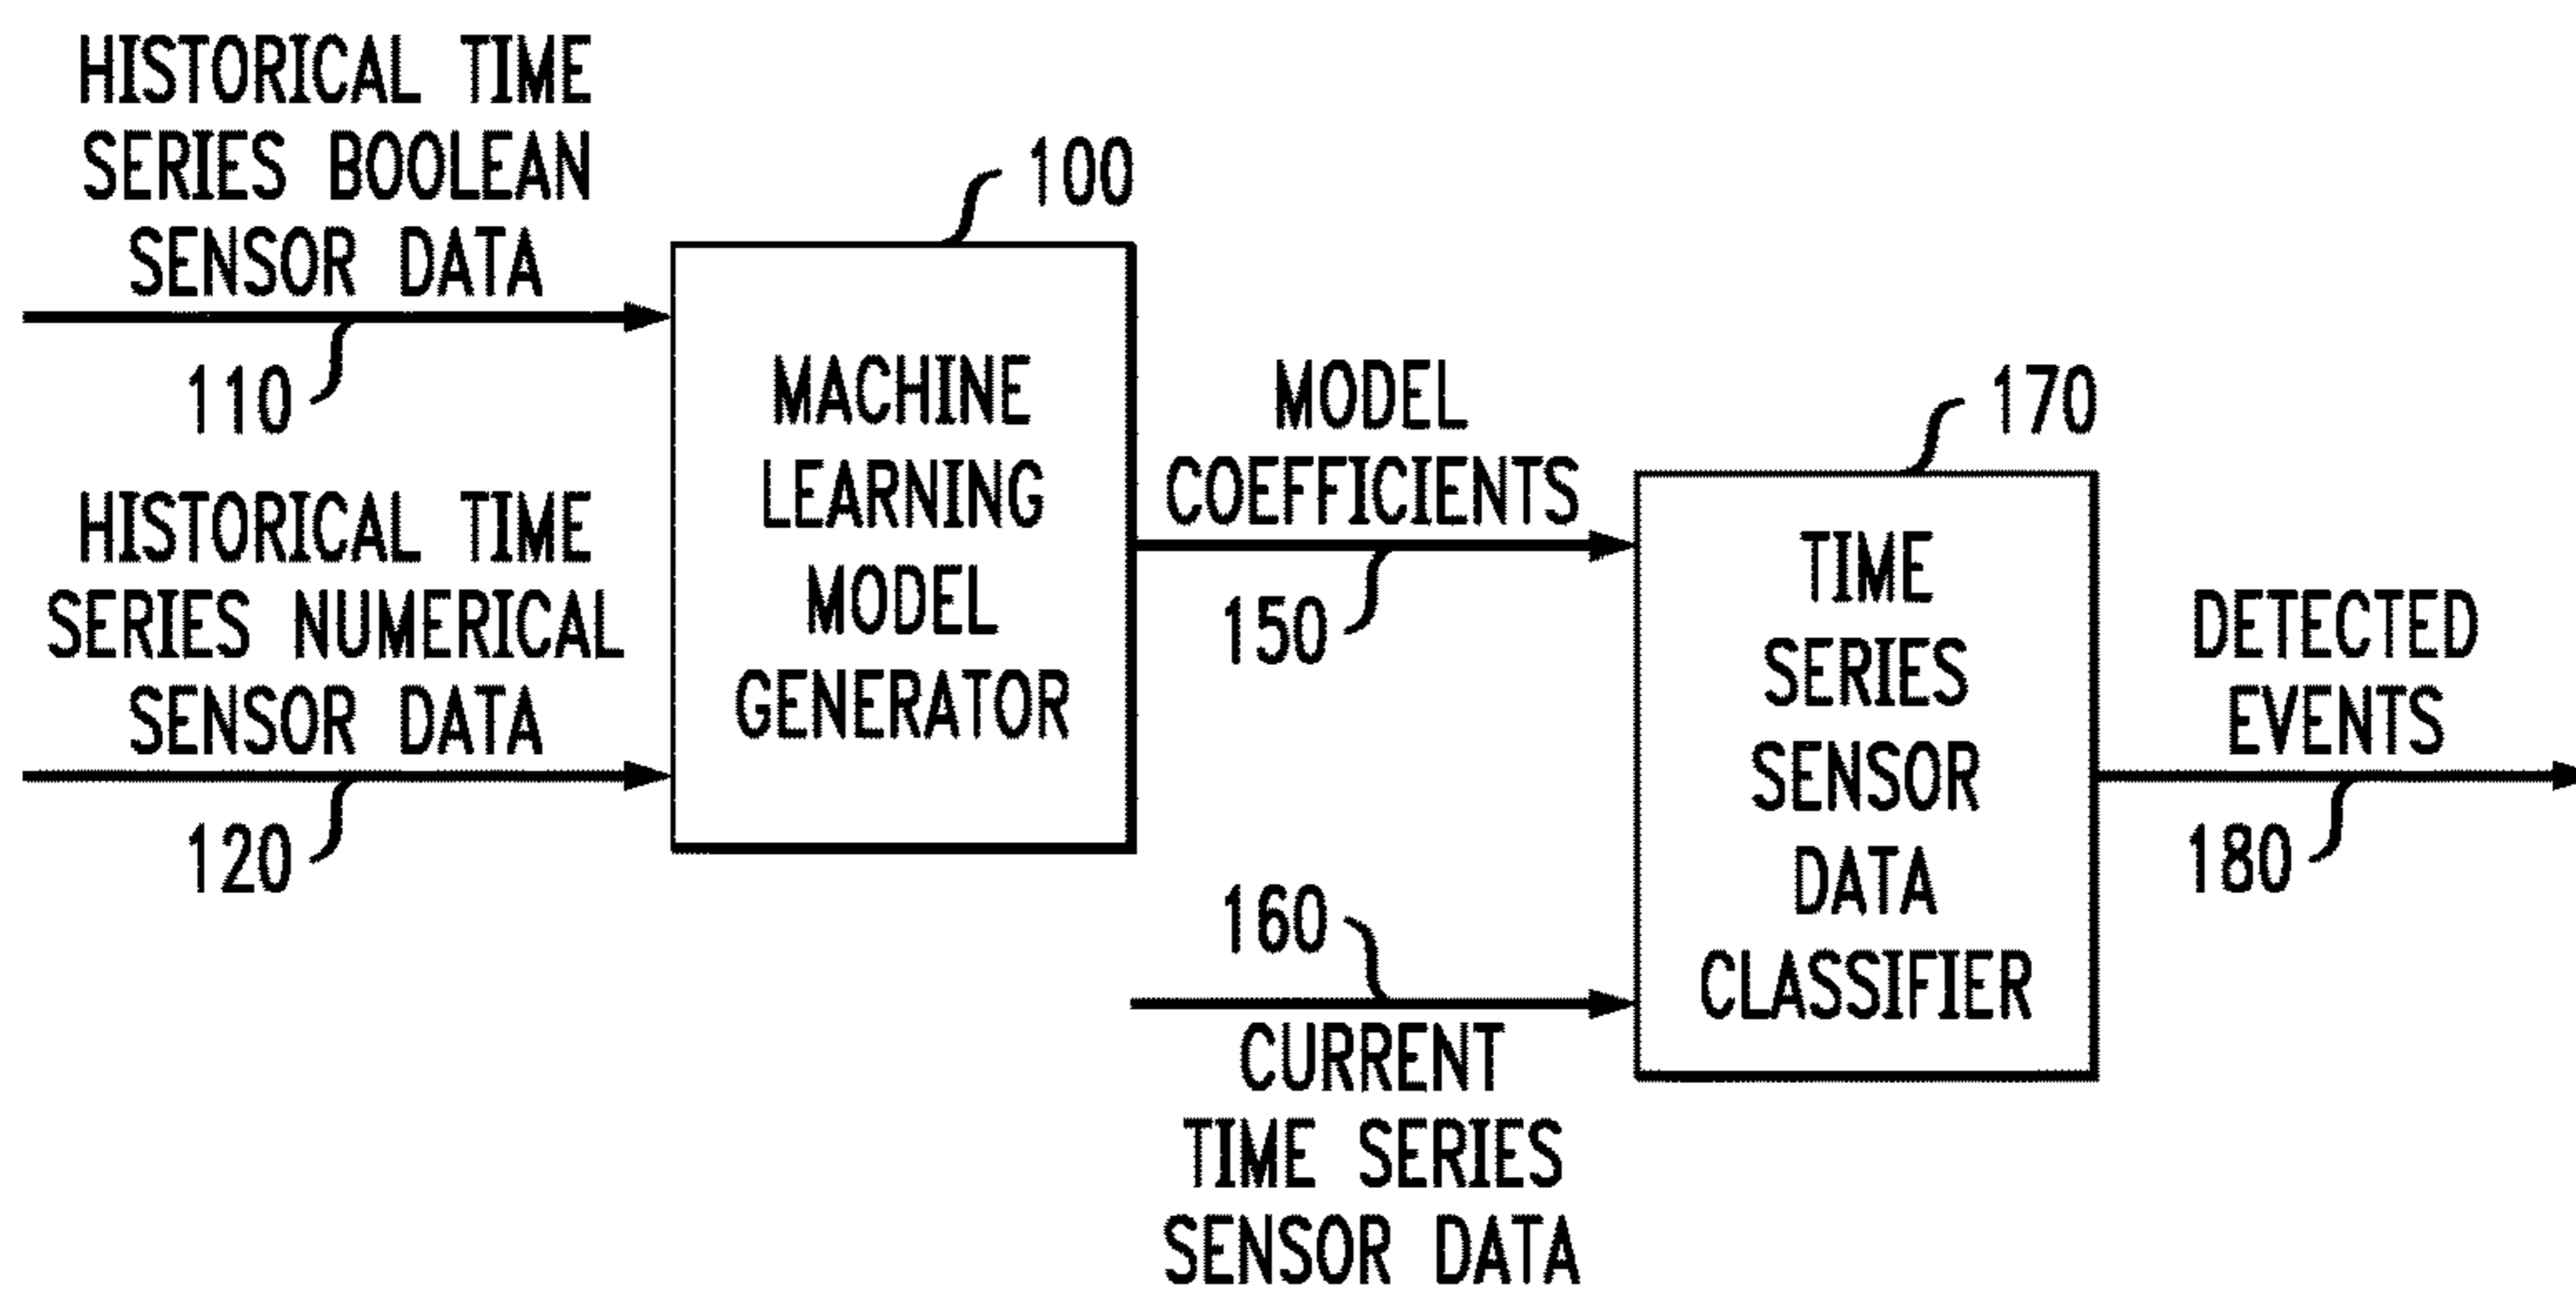 HISTORICAL TIME
SERIES BOOLEAN
SENSOR DATA
110
HISTORICAL TIME
SERIES NUMERICAL
SENSOR DATA
120
100
MACHINE
LEARNING
MODEL
GENERATOR
MODEL
COEFFICIENTS
150
160
CURRENT
TIME SERIES
SENSOR DATA
170
TIME
SERIES
SENSOR
DATA
CLASSIFIER
DETECTED
EVENTS
180